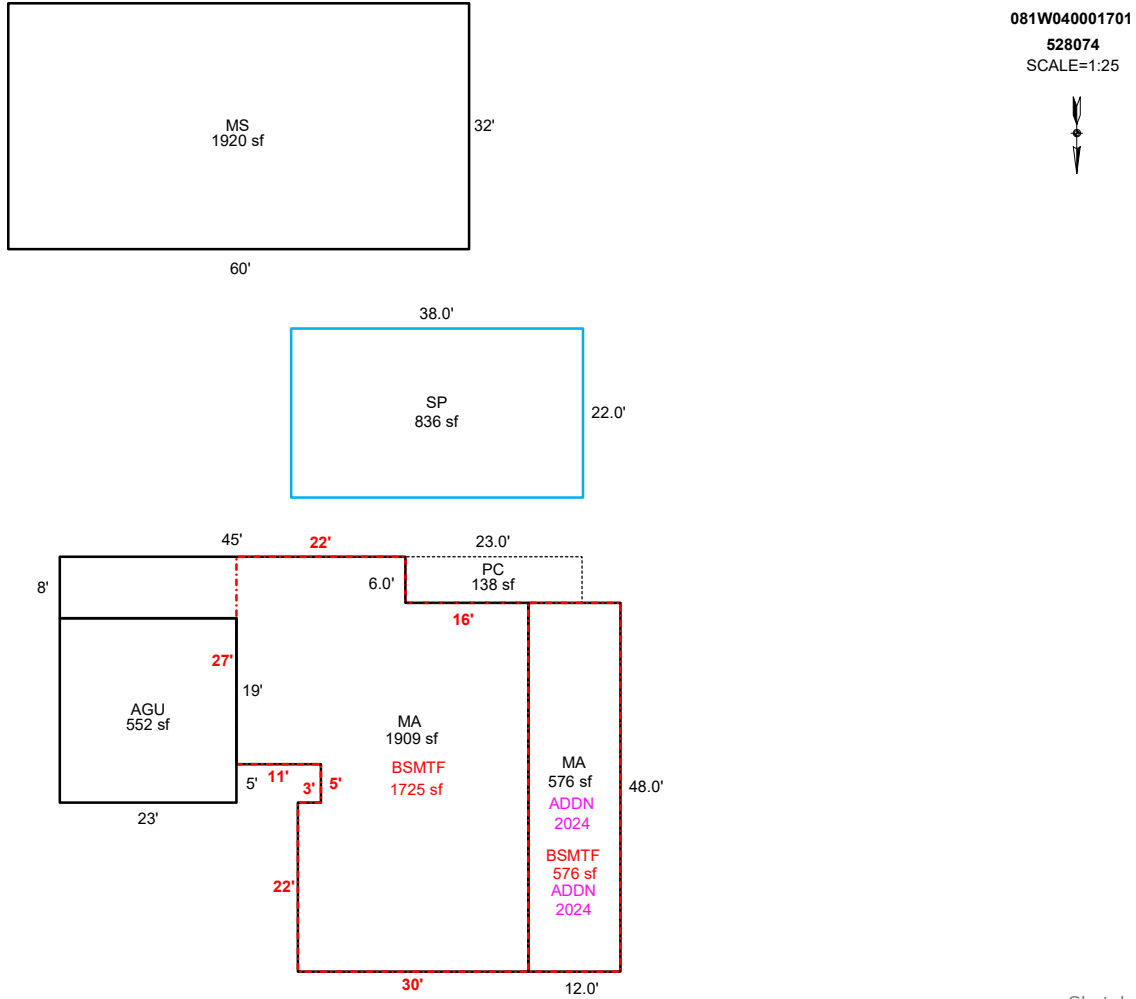 081W040001701
528074
SCALE=1:25
MS
1920 sf
32'
60'
38.0'
SP
836 sf
22.0'
45'
22'
23.0'
8'
6.0'
PC
138 sf
16'
27'
19'
AGU
552 sf
MA
1909 sf
BSMTF
1725 sf
11'
5'
3'
5'
23'
MA
576 sf
ADDN
2024
48.0'
BSMTF
576 sf
ADDN
2024
22'
30'
12.0'